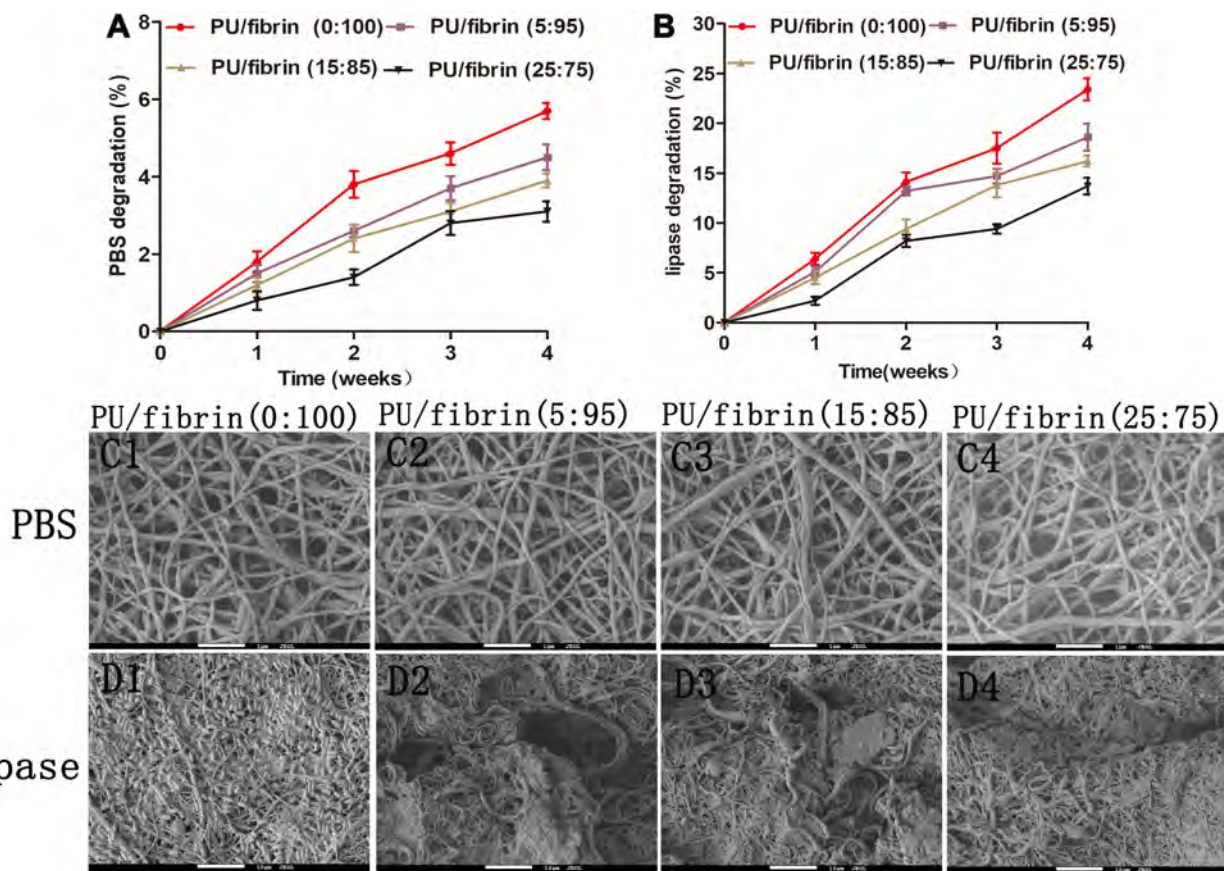 A PU/fibrin (0:100) PU/fibrin (5:95)
PU/fibrin (15:85) PU/fibrin (25:75)
PBS degradation (%)
8
6
4
2
0
0 1 2 3 4
Time (weeks）
B PU/fibrin (0:100) PU/fibrin (5:95)
PU/fibrin (15:85) PU/fibrin (25:75)
lipase degradation (%)
30
25
20
15
10
5
0
0 1 2 3 4
Time(weeks）
PU/fibrin(0:100) PU/fibrin(5:95) PU/fibrin(15:85) PU/fibrin(25:75)
PBS
C1 C2 C3 C4
pase
D1 D2 D3 D4